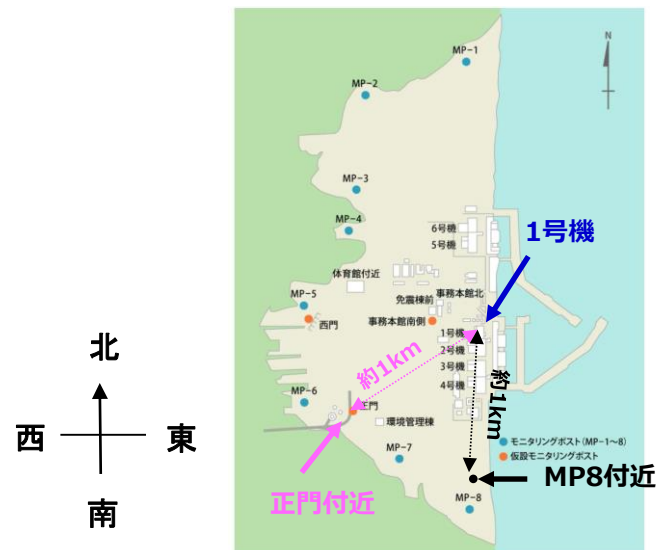 MP-1
N
MP-2
MP-3
MP-4
6号機
5号機
1号機
体育館付近
事務本館北
MP-5
免震棟前
西門
事務本館南側
1号機
2号機
3号機
4号機
約1km
約1km
北
西
東
南
MP-6
正門
環境管理棟
MP-7
モニタリングポスト(MP-1~8)
仮設モニタリングポスト
正門付近
MP8付近
MP-8